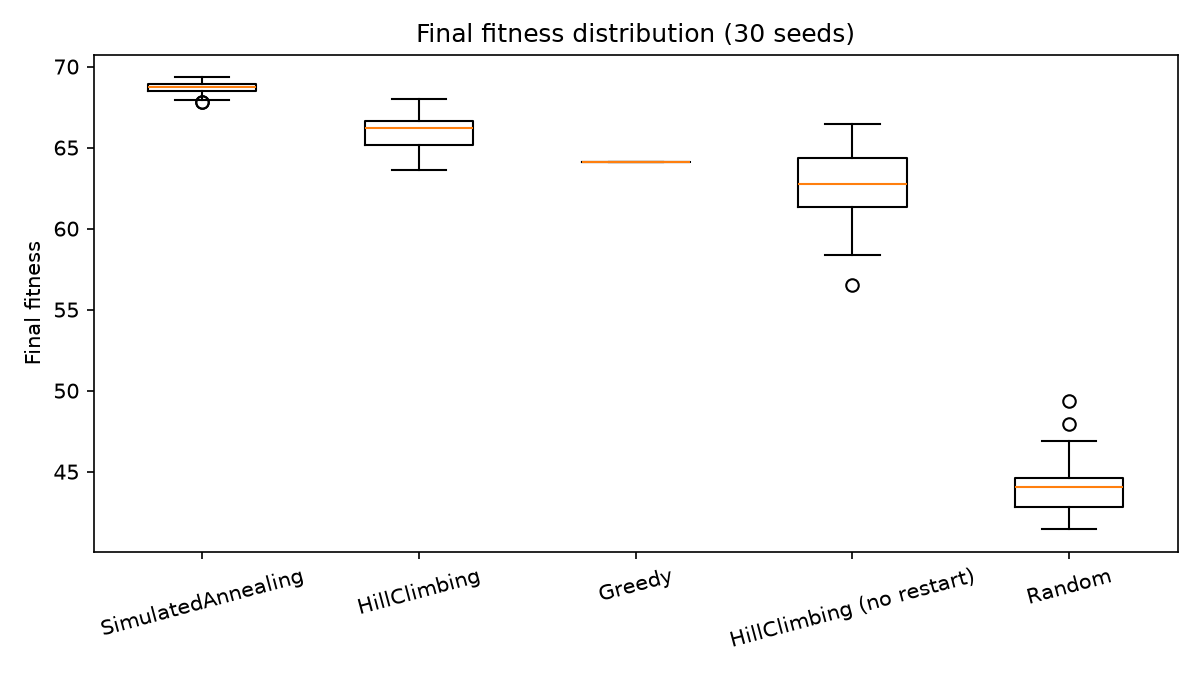 Final fitness distribution (30 seeds)
Final fitness
70
65
60
55
50
45
SimulatedAnnealing
HillClimbing
Greedy
HillClimbing (no restart)
Random